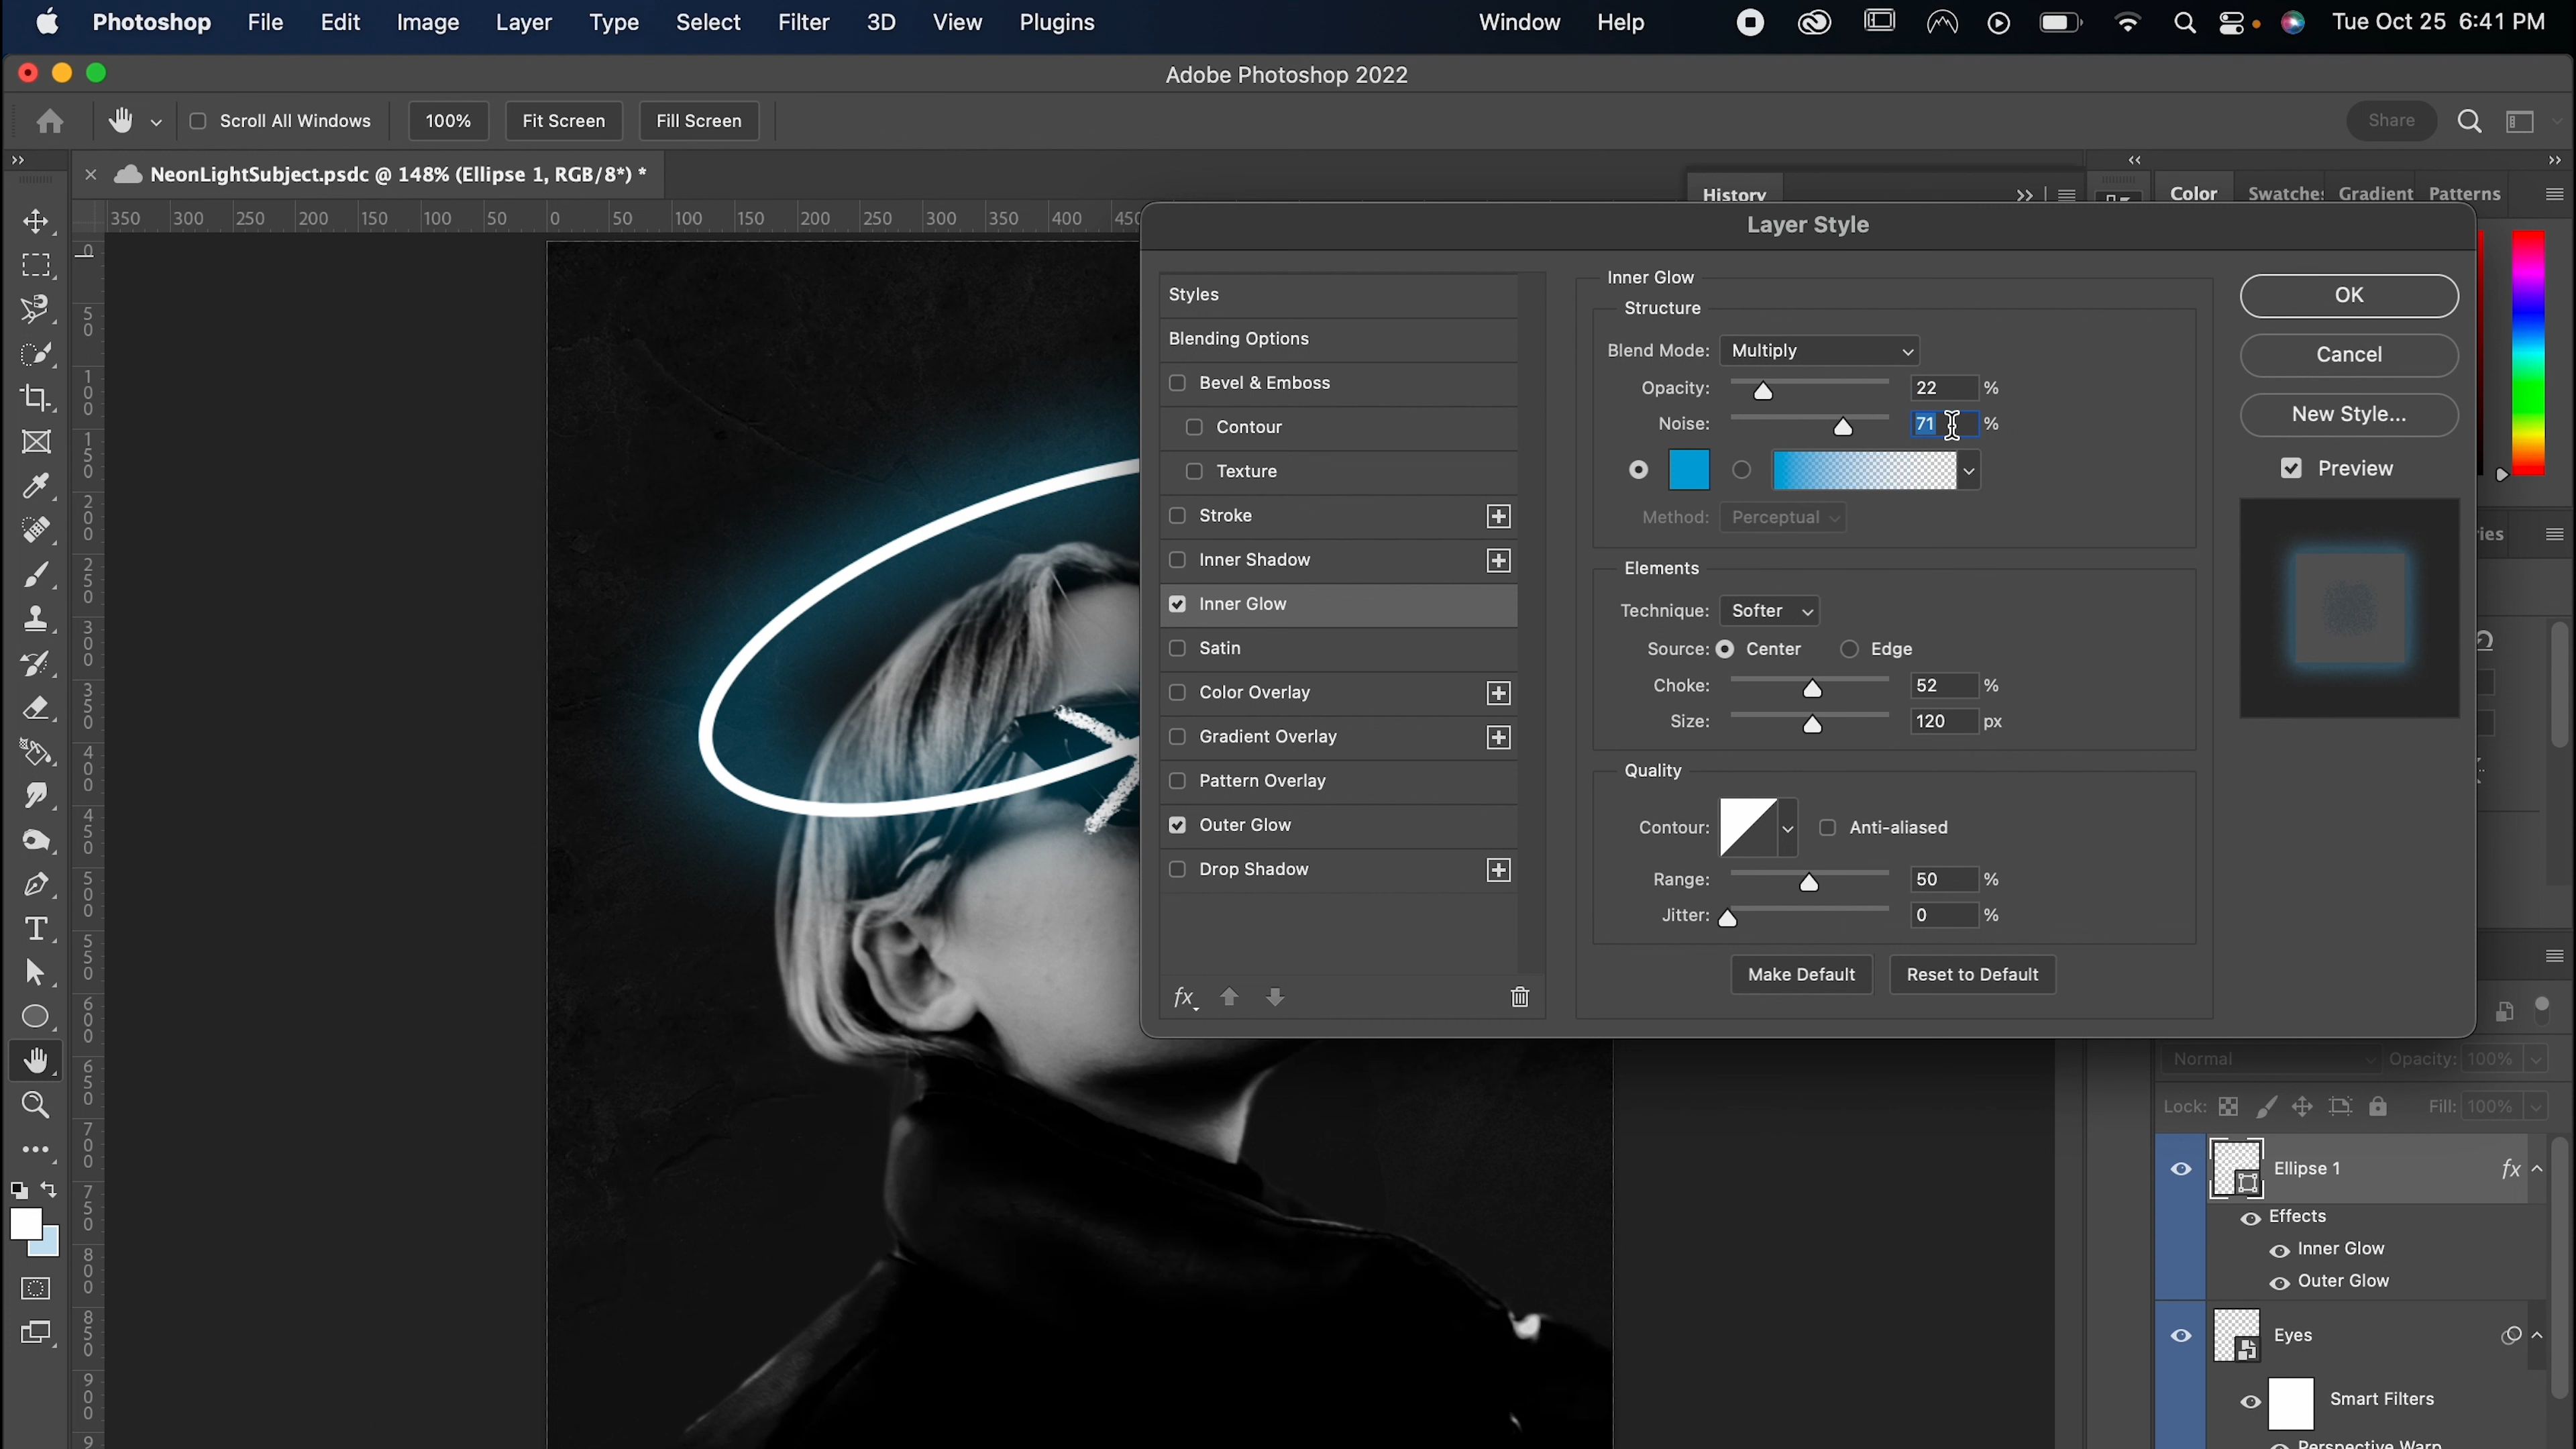 Photoshop File Edit Image Layer Type Select Filter 3D View Plugins Window Help Tue Oct 25 6:41 PM
Adobe Photoshop 2022
Scroll All Windows 100% Fit Screen Fill Screen Share
NeonLightSubject.psdc @ 148% (Ellipse 1, RGB/8*) *
History
Color Swatches Gradient Patterns
350 300 250 200 150 100 50 0 50 100 150 200 250 300 350 400 450
0
50
100
150
200
250
300
350
400
450
500
550
600
650
700
750
800
850
900
9
Layer Style
Styles
Blending Options
Bevel & Emboss
Contour
Texture
Stroke
Inner Shadow
Inner Glow
Satin
Color Overlay
Gradient Overlay
Pattern Overlay
Outer Glow
Drop Shadow
fx
Inner Glow
Structure
Blend Mode: Multiply
Opacity: 22 %
Noise: 71 %
Method: Perceptual
Elements
Technique: Softer
Source: Center Edge
Choke: 52 %
Size: 120 px
Quality
Contour: Anti-aliased
Range: 50 %
Jitter: 0 %
Make Default Reset to Default
OK
Cancel
New Style...
Preview
ries
Normal Opacity: 100%
Lock: Fill: 100%
Ellipse 1 fx
Effects
Inner Glow
Outer Glow
Eyes
Smart Filters
Perspective Warp